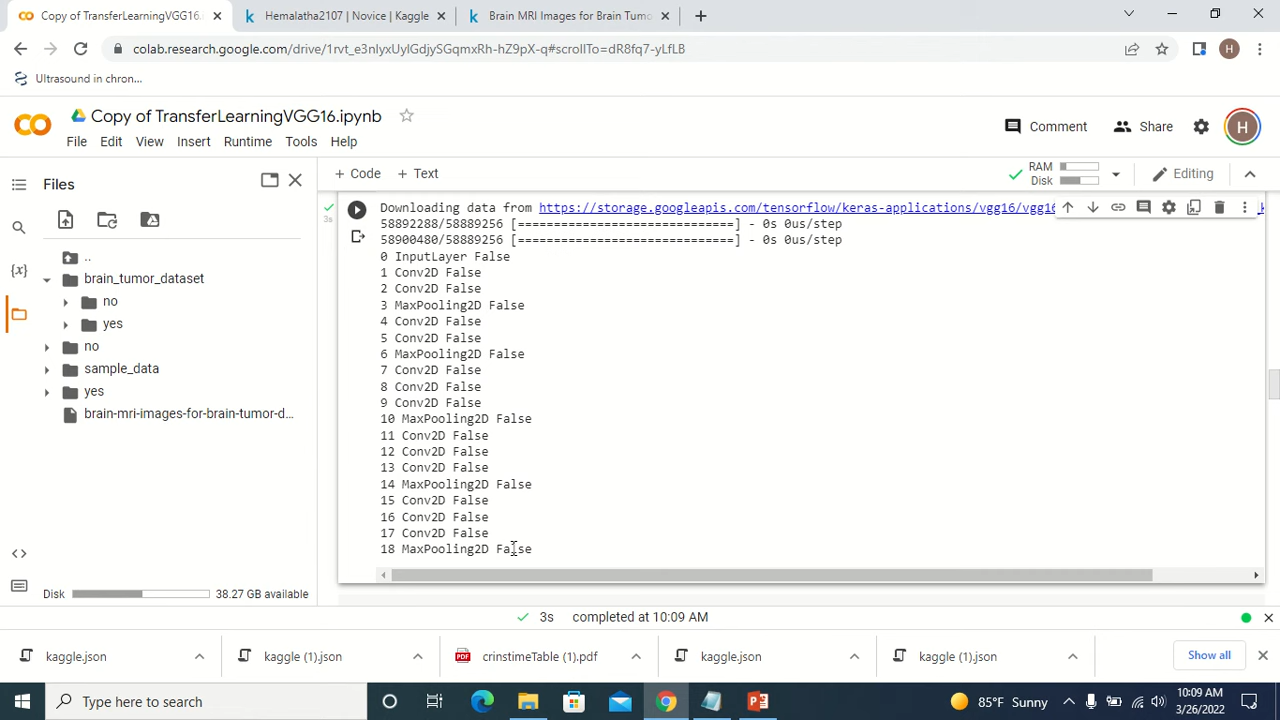 Copy of TransferLearningVGG16.i
Hemalatha2107 | Novice | Kaggle
Brain MRI Images for Brain Tumo
colab.research.google.com/drive/1rvt_e3nIyxUyIGdjySGqmxRh-hZ9pX-q#scrollTo=dR8fq7-yLfLB
H
Ultrasound in chron...
Copy of TransferLearningVGG16.ipynb
Comment
Share
H
File Edit View Insert Runtime Tools Help
Files
+ Code + Text
RAM
Disk
Editing
..
brain_tumor_dataset
no
yes
no
sample_data
yes
brain-mri-images-for-brain-tumor-d...
Disk
38.27 GB available
3s
Downloading data from https://storage.googleapis.com/tensorflow/keras-applications/vgg16/vgg16
58892288/58889256 [==============================] - 0s 0us/step
58900480/58889256 [==============================] - 0s 0us/step
0 InputLayer False
1 Conv2D False
2 Conv2D False
3 MaxPooling2D False
4 Conv2D False
5 Conv2D False
6 MaxPooling2D False
7 Conv2D False
8 Conv2D False
9 Conv2D False
10 MaxPooling2D False
11 Conv2D False
12 Conv2D False
13 Conv2D False
14 MaxPooling2D False
15 Conv2D False
16 Conv2D False
17 Conv2D False
18 MaxPooling2D False
3s completed at 10:09 AM
kaggle.json
kaggle (1).json
crinstimeTable (1).pdf
kaggle.json
kaggle (1).json
Show all
Type here to search
85°F Sunny
10:09 AM
3/26/2022